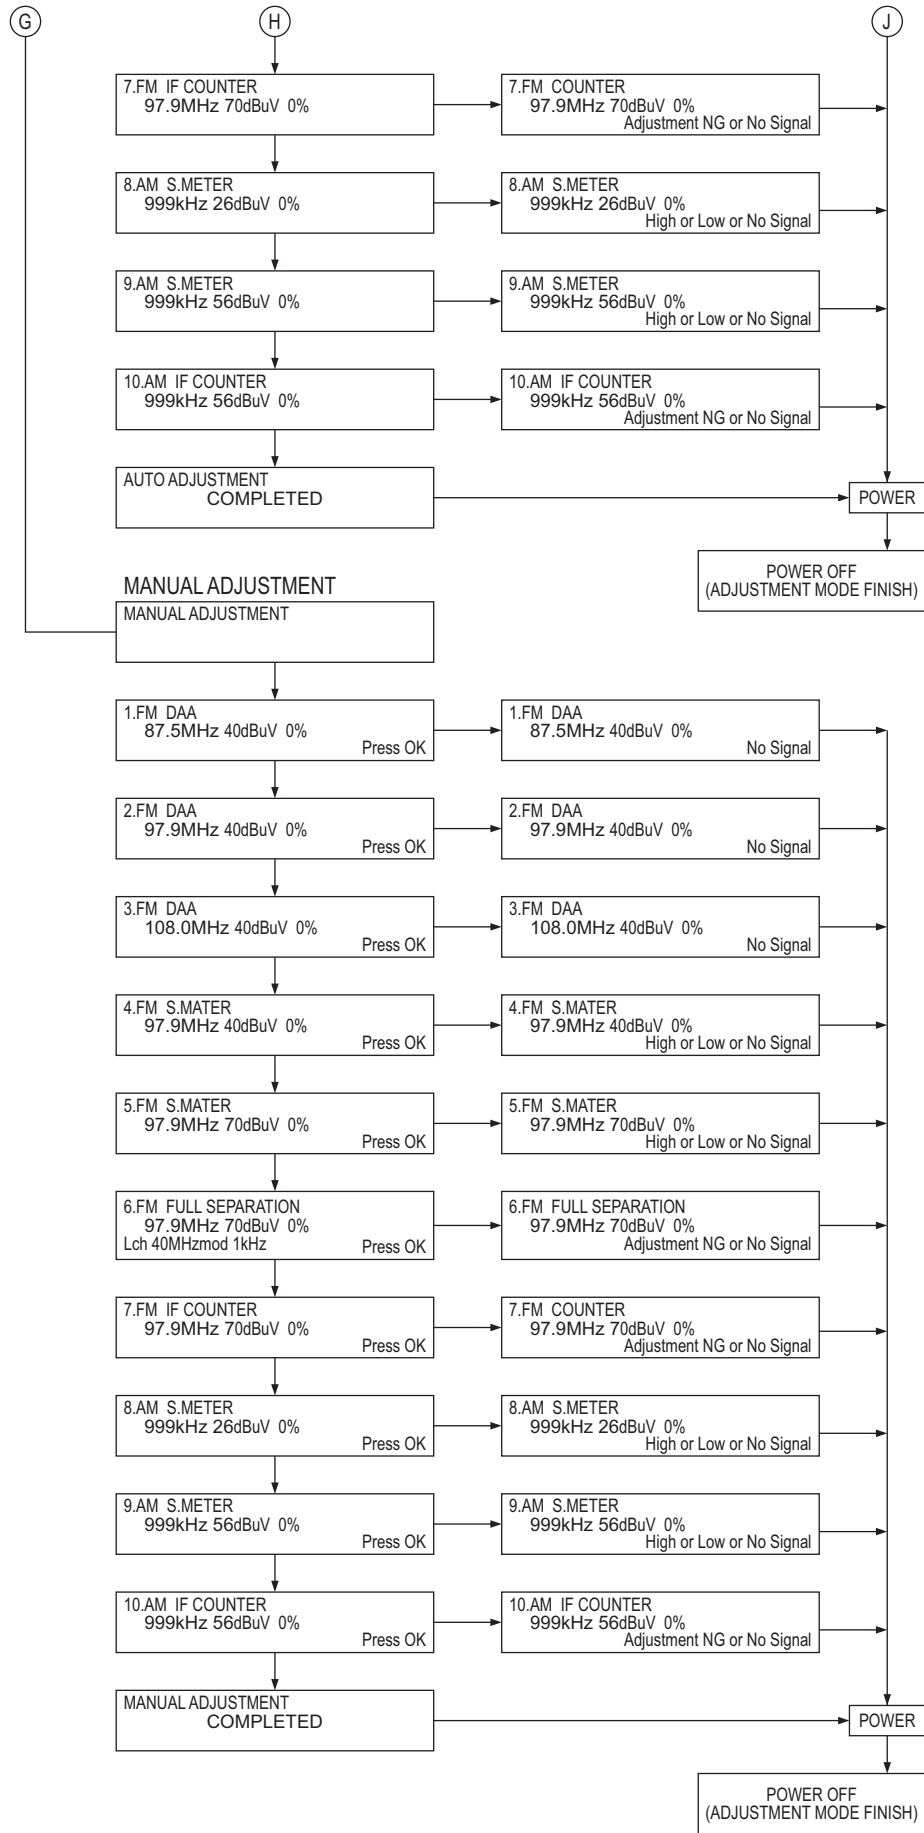 G
H
J
7.FM IF COUNTER
97.9MHz 70dBuV 0%
7.FM COUNTER
97.9MHz 70dBuV 0%
Adjustment NG or No Signal
8.AM S.METER
999kHz 26dBuV 0%
8.AM S.METER
999kHz 26dBuV 0%
High or Low or No Signal
9.AM S.METER
999kHz 56dBuV 0%
9.AM S.METER
999kHz 56dBuV 0%
High or Low or No Signal
10.AM IF COUNTER
999kHz 56dBuV 0%
10.AM IF COUNTER
999kHz 56dBuV 0%
Adjustment NG or No Signal
AUTO ADJUSTMENT
COMPLETED
POWER
POWER OFF
(ADJUSTMENT MODE FINISH)
MANUAL ADJUSTMENT
MANUAL ADJUSTMENT
1.FM DAA
87.5MHz 40dBuV 0%
Press OK
1.FM DAA
87.5MHz 40dBuV 0%
No Signal
2.FM DAA
97.9MHz 40dBuV 0%
Press OK
2.FM DAA
97.9MHz 40dBuV 0%
No Signal
3.FM DAA
108.0MHz 40dBuV 0%
Press OK
3.FM DAA
108.0MHz 40dBuV 0%
No Signal
4.FM S.MATER
97.9MHz 40dBuV 0%
Press OK
4.FM S.MATER
97.9MHz 40dBuV 0%
High or Low or No Signal
5.FM S.MATER
97.9MHz 70dBuV 0%
Press OK
5.FM S.MATER
97.9MHz 70dBuV 0%
High or Low or No Signal
6.FM FULL SEPARATION
97.9MHz 70dBuV 0%
Lch 40MHzmod 1kHz Press OK
6.FM FULL SEPARATION
97.9MHz 70dBuV 0%
Adjustment NG or No Signal
7.FM IF COUNTER
97.9MHz 70dBuV 0%
Press OK
7.FM COUNTER
97.9MHz 70dBuV 0%
Adjustment NG or No Signal
8.AM S.METER
999kHz 26dBuV 0%
Press OK
8.AM S.METER
999kHz 26dBuV 0%
High or Low or No Signal
9.AM S.METER
999kHz 56dBuV 0%
Press OK
9.AM S.METER
999kHz 56dBuV 0%
High or Low or No Signal
10.AM IF COUNTER
999kHz 56dBuV 0%
Press OK
10.AM IF COUNTER
999kHz 56dBuV 0%
Adjustment NG or No Signal
MANUAL ADJUSTMENT
COMPLETED
POWER
POWER OFF
(ADJUSTMENT MODE FINISH)